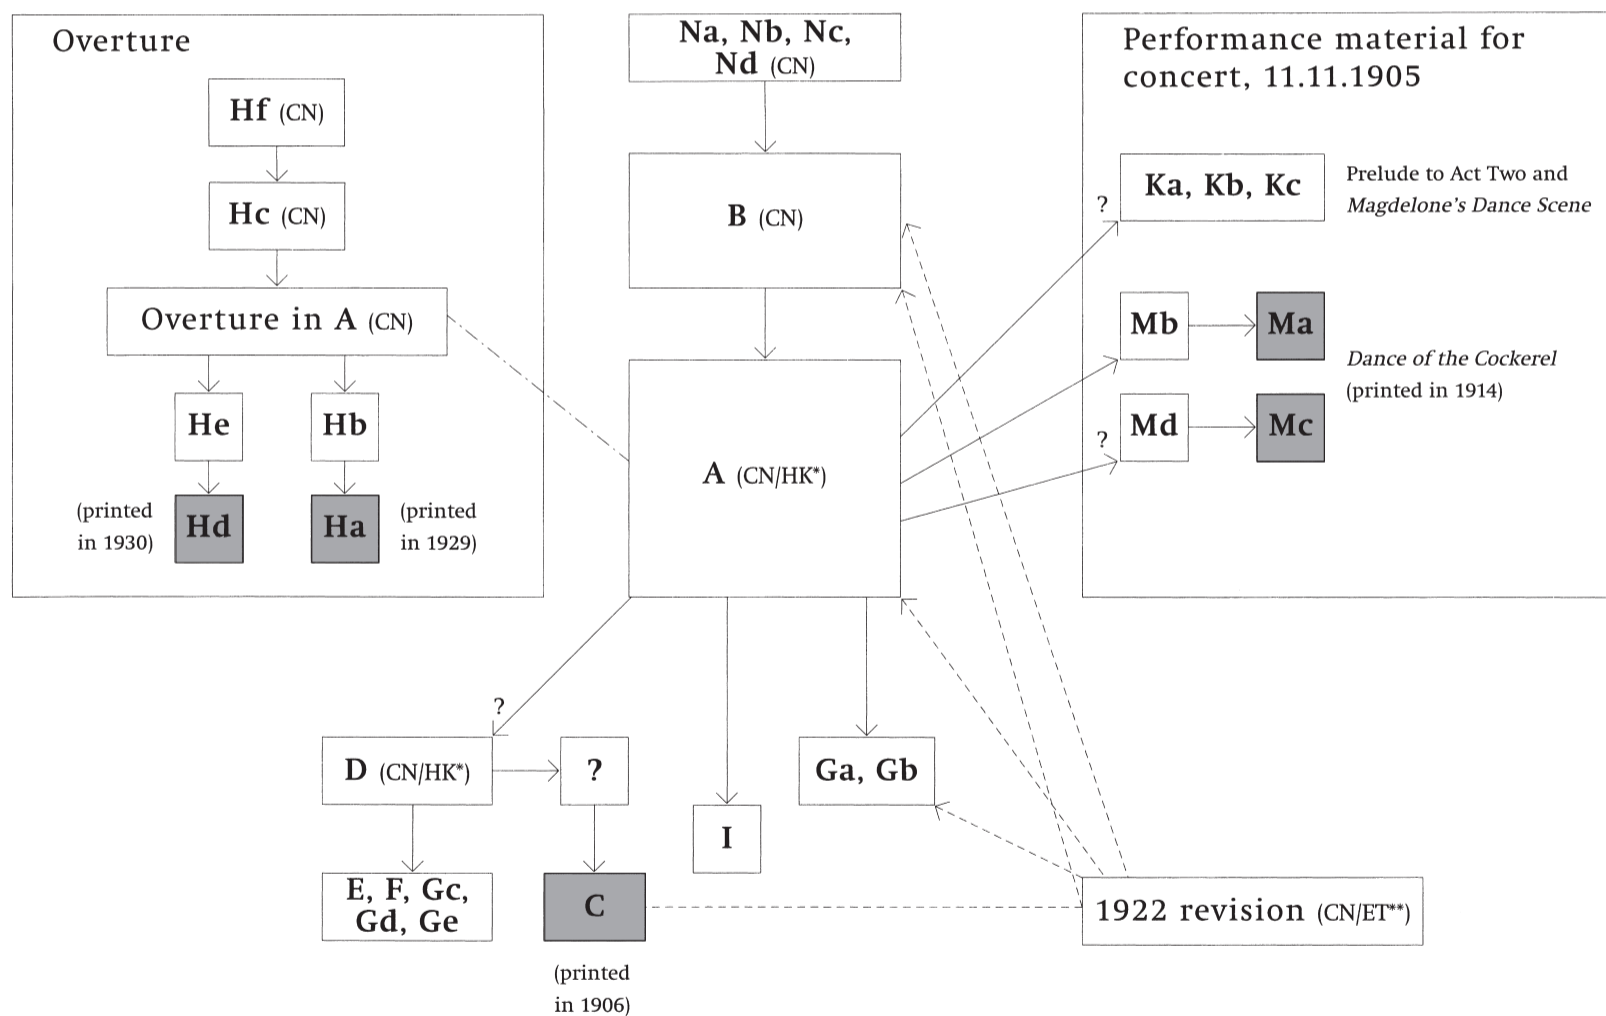 Overture
Hf (CN)
Hc (CN)
Overture in A (CN)
He
Hb
(printed
in 1930)
Hd
Ha
(printed
in 1929)
Na, Nb, Nc,
Nd (CN)
B (CN)
A (CN/HK*)
Performance material for
concert, 11.11.1905
?
Ka, Kb, Kc
Prelude to Act Two and
Magdelone's Dance Scene
Mb
Ma
Dance of the Cockerel
(printed in 1914)
?
Md
Mc
?
D (CN/HK*)
?
Ga, Gb
I
E, F, Gc,
Gd, Ge
C
(printed
in 1906)
1922 revision (CN/ET**)